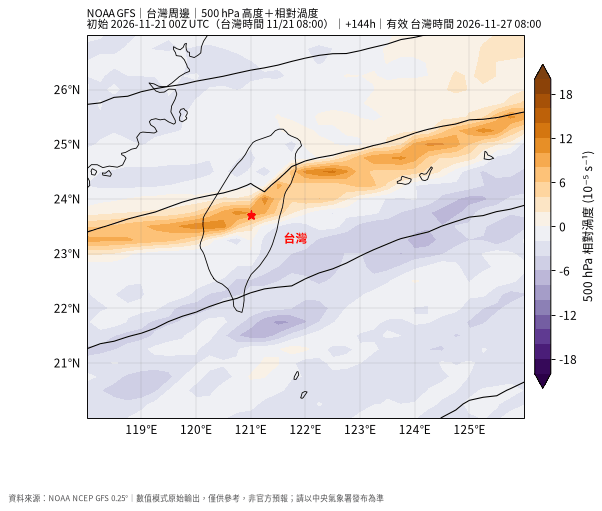 NOAA GFS｜台灣周邊｜500 hPa 高度＋相對渦度
初始 2026-11-21 00Z UTC（台灣時間 11/21 08:00）｜+144h｜有效 台灣時間 2026-11-27 08:00
26°N
25°N
24°N
23°N
22°N
21°N
119°E 120°E 121°E 122°E 123°E 124°E 125°E
台灣
18
12
6
0
-6
-12
-18
500 hPa 相對渦度 (10⁻⁵ s⁻¹)
資料來源：NOAA NCEP GFS 0.25°｜數值模式原始輸出，僅供參考，非官方預報；請以中央氣象署發布為準